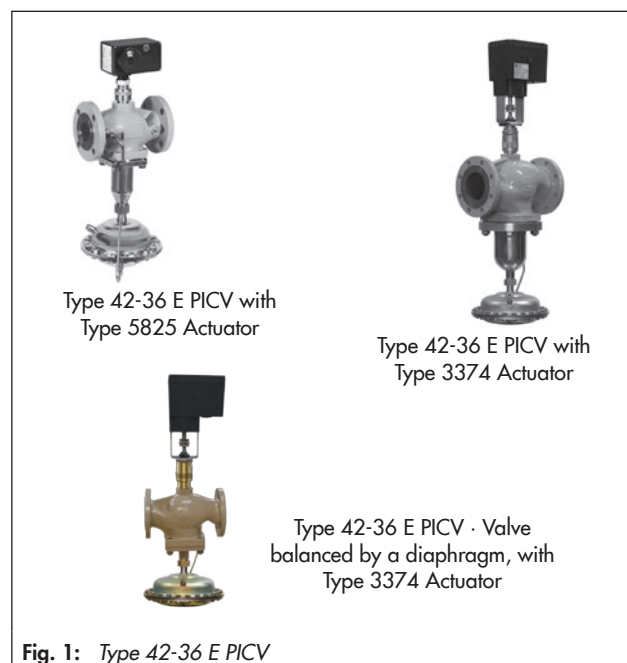 Type 42-36 E PICV with
Type 5825 Actuator
Type 42-36 E PICV with
Type 3374 Actuator
Type 42-36 E PICV · Valve
balanced by a diaphragm, with
Type 3374 Actuator
Fig. 1: Type 42-36 E PICV